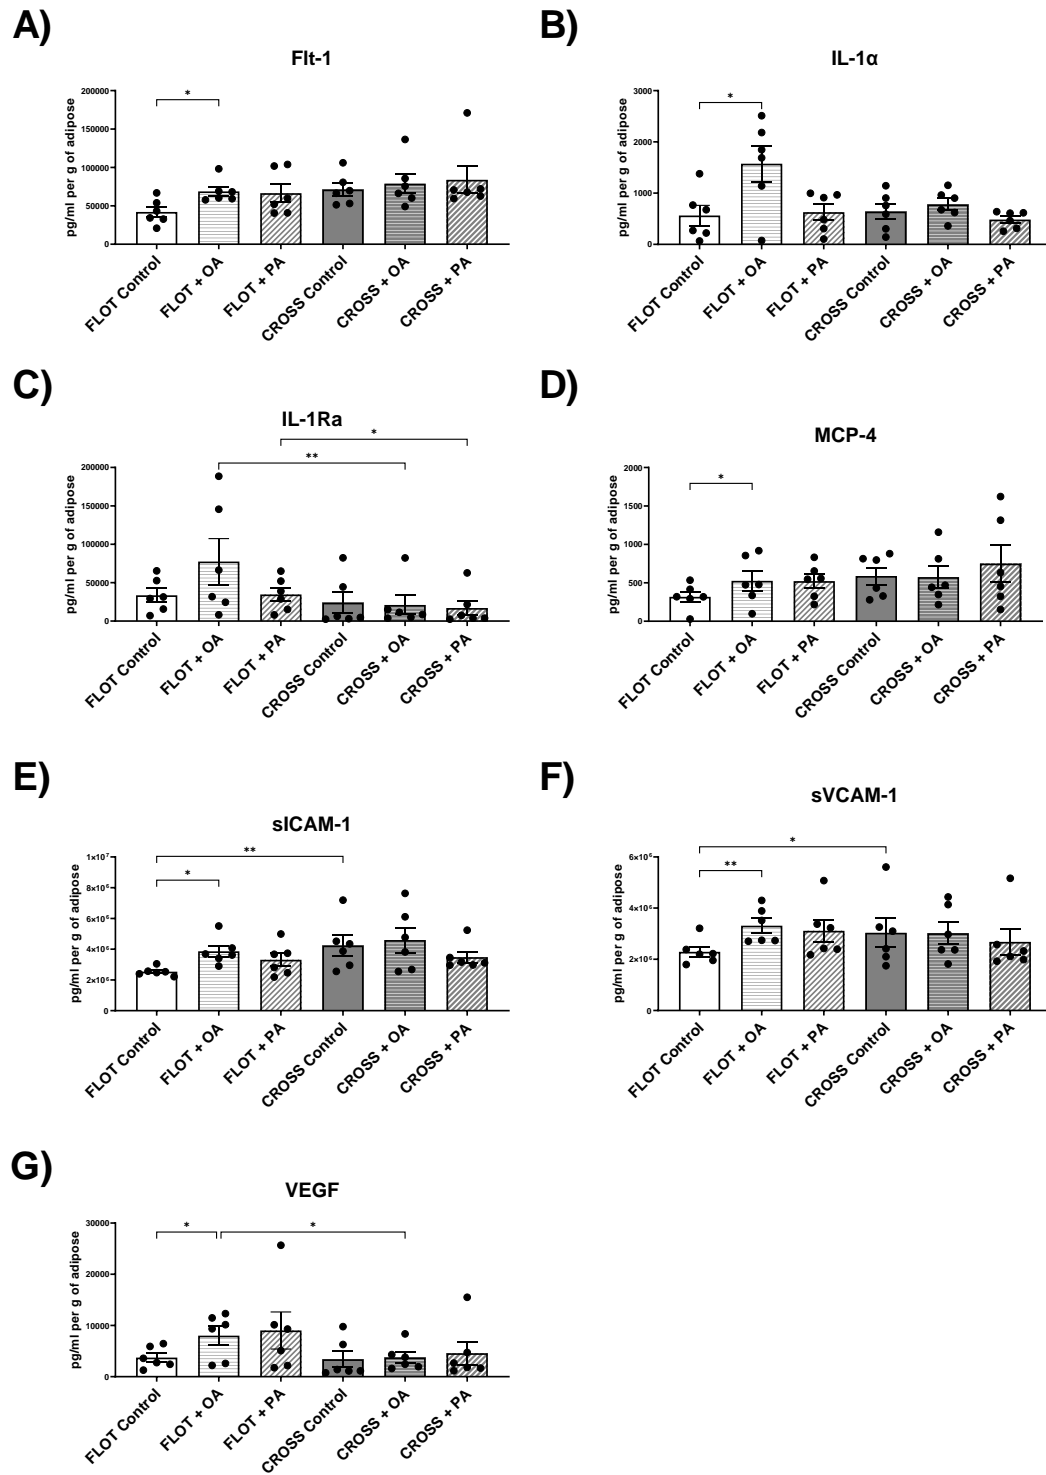 A)
Flt-1
*
pg/ml per g of adipose
200000
150000
100000
50000
0
FLOT Control
FLOT + OA
FLOT + PA
CROSS Control
CROSS + OA
CROSS + PA
B)
IL-1α
*
pg/ml per g of adipose
3000
2000
1000
0
FLOT Control
FLOT + OA
FLOT + PA
CROSS Control
CROSS + OA
CROSS + PA
C)
IL-1Ra
*
**
pg/ml per g of adipose
200000
150000
100000
50000
0
FLOT Control
FLOT + OA
FLOT + PA
CROSS Control
CROSS + OA
CROSS + PA
D)
MCP-4
*
pg/ml per g of adipose
2000
1500
1000
500
0
FLOT Control
FLOT + OA
FLOT + PA
CROSS Control
CROSS + OA
CROSS + PA
E)
sICAM-1
**
*
pg/ml per g of adipose
1×10⁷
8×10⁶
6×10⁶
4×10⁶
2×10⁶
0
FLOT Control
FLOT + OA
FLOT + PA
CROSS Control
CROSS + OA
CROSS + PA
F)
sVCAM-1
*
**
pg/ml per g of adipose
6×10⁶
4×10⁶
2×10⁶
0
FLOT Control
FLOT + OA
FLOT + PA
CROSS Control
CROSS + OA
CROSS + PA
G)
VEGF
*
*
pg/ml per g of adipose
30000
20000
10000
0
FLOT Control
FLOT + OA
FLOT + PA
CROSS Control
CROSS + OA
CROSS + PA